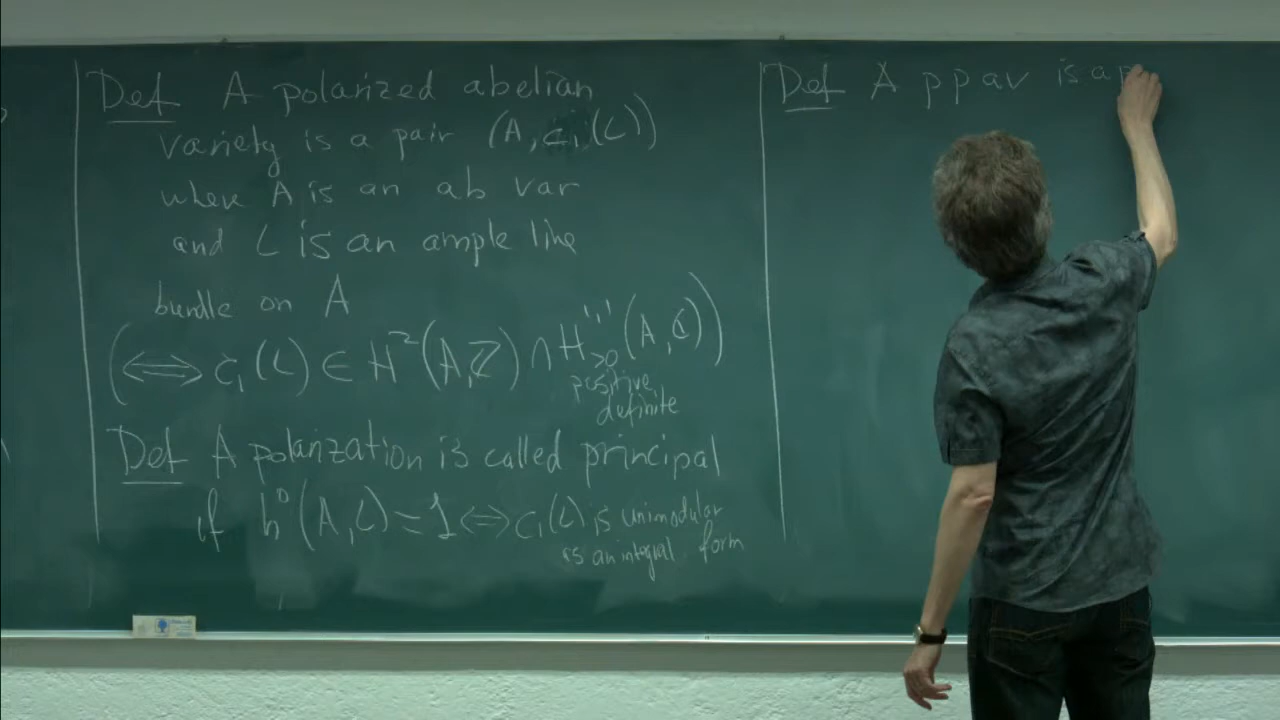 Def A polarized abelian
variety is a pair (A, c₁(L))
where A is an ab var
and L is an ample line
bundle on A
(⟺ c₁(L) ∈ H²(A,ℤ) ∩ H^{1,1}_{>0}(A,ℂ))
positive
definite
Def A polarization is called principal
if h⁰(A,L) = 1 ⟺ c₁(L) is unimodular
as an integral form
Def A ppav is a p